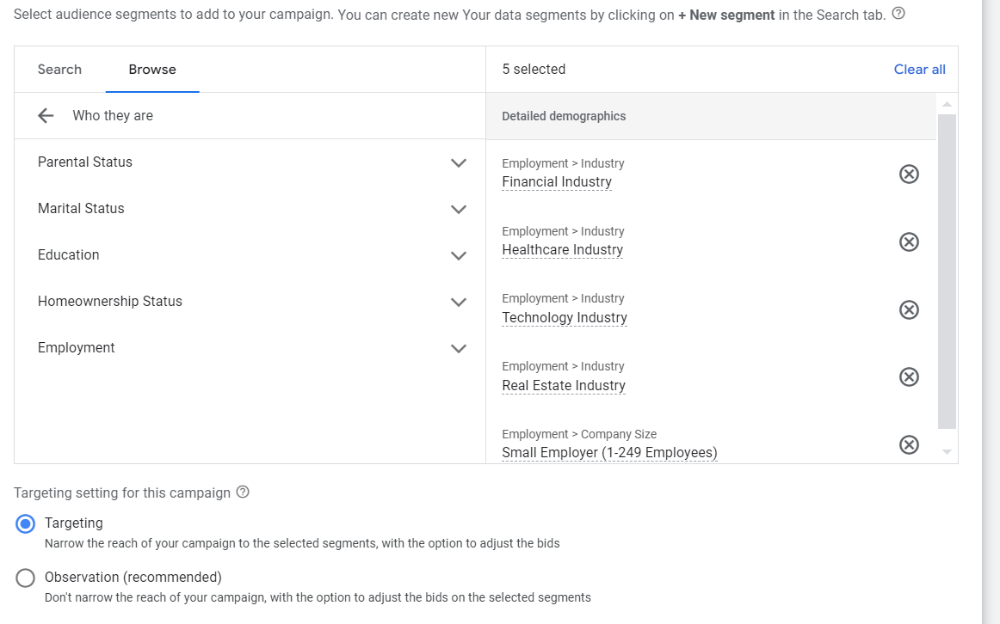 Select audience segments to add to your campaign. You can create new Your data segments by clicking on + New segment in the Search tab.
Search
Browse
5 selected
Clear all
Who they are
Detailed demographics
Parental Status
Marital Status
Education
Homeownership Status
Employment
Employment > Industry
Financial Industry
Employment > Industry
Healthcare Industry
Employment > Industry
Technology Industry
Employment > Industry
Real Estate Industry
Employment > Company Size
Small Employer (1-249 Employees)
Targeting setting for this campaign
Targeting
Narrow the reach of your campaign to the selected segments, with the option to adjust the bids
Observation (recommended)
Don't narrow the reach of your campaign, with the option to adjust the bids on the selected segments